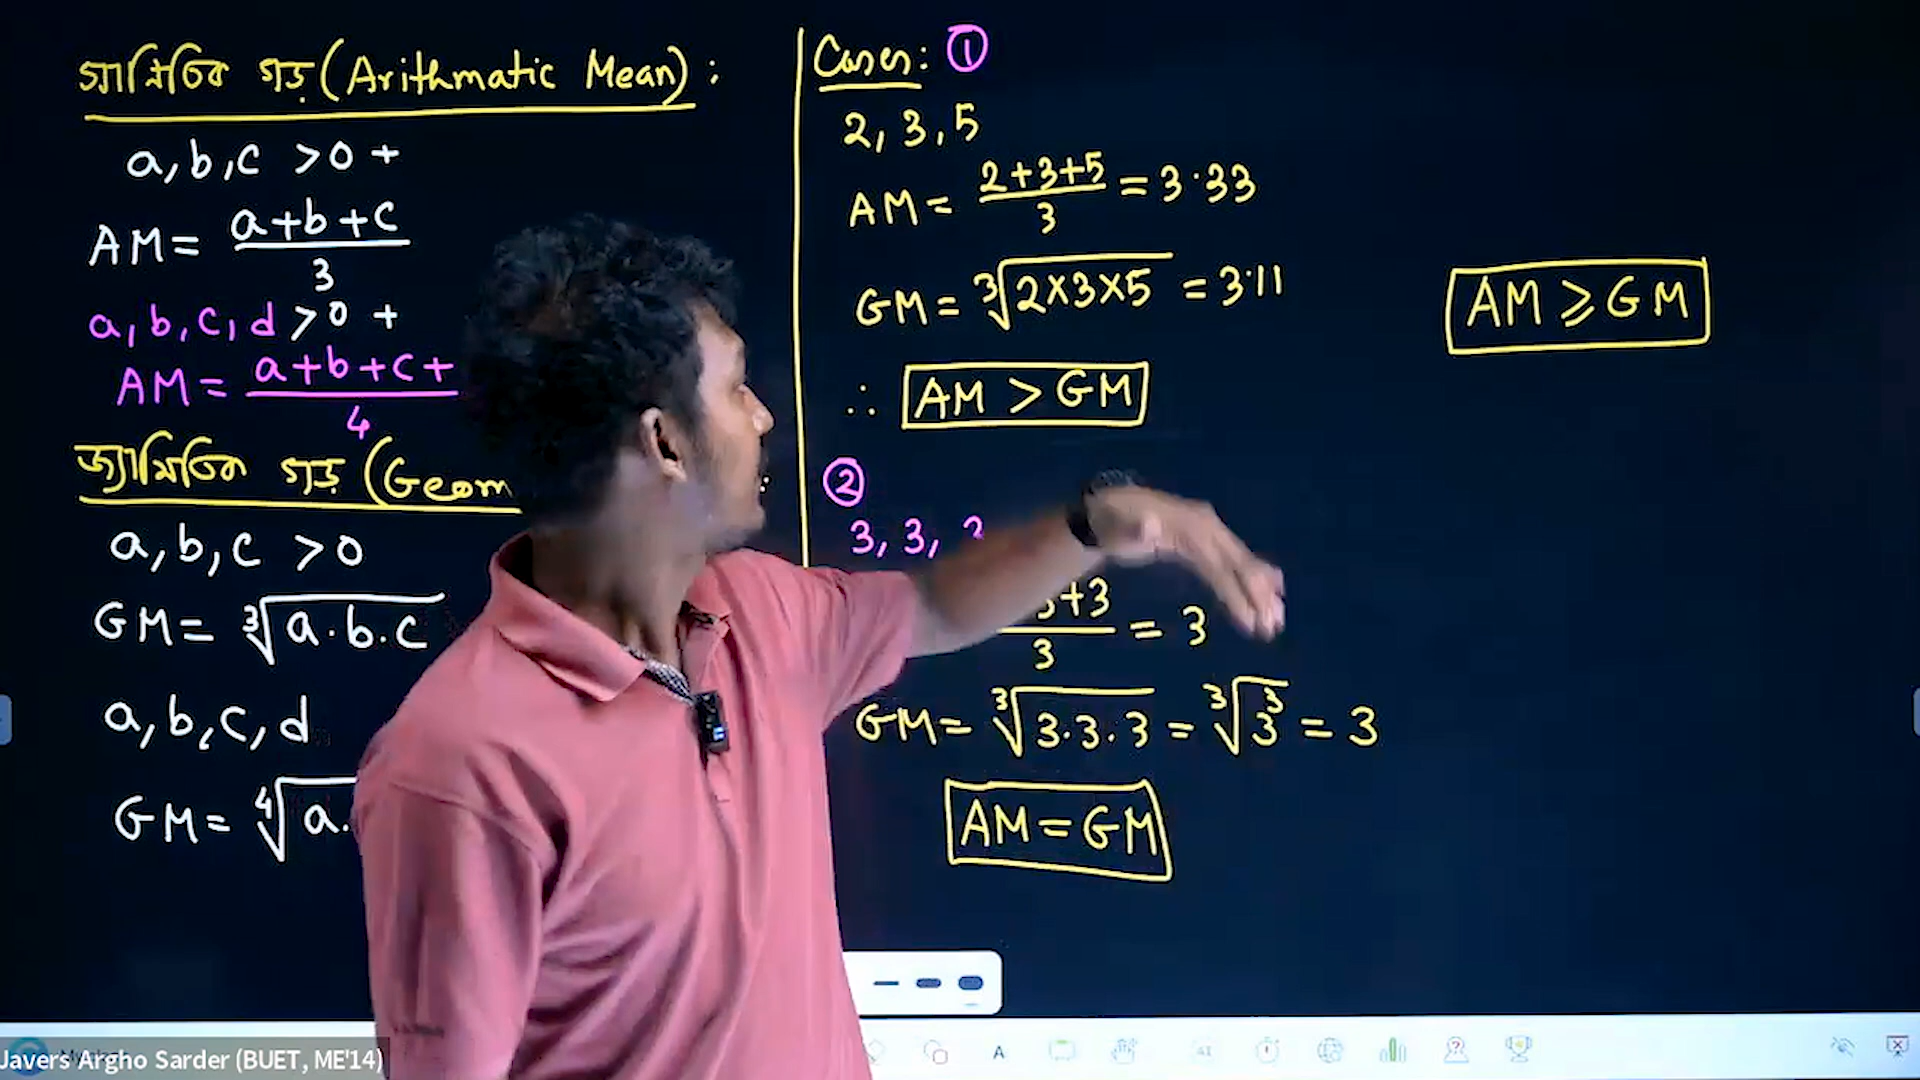 গাণিতিক গড় (Arithmatic Mean) :
a, b, c > 0 +
AM = a+b+c / 3
a, b, c, d > 0 +
AM = a+b+c+ / 4
জ্যামিতিক গড় (Geom
a, b, c > 0
GM = ∛a·b·c
a, b, c, d
GM = ∜a.
Cases: ①
2, 3, 5
AM = 2+3+5 / 3 = 3·33
GM = ∛2×3×5 = 3·11
∴ AM > GM
②
3, 3,
3+3 / 3 = 3
GM = ∛3.3.3 = ∛3³ = 3
AM = GM
AM ⩾ GM
Javers Argho Sarder (BUET, ME'14)